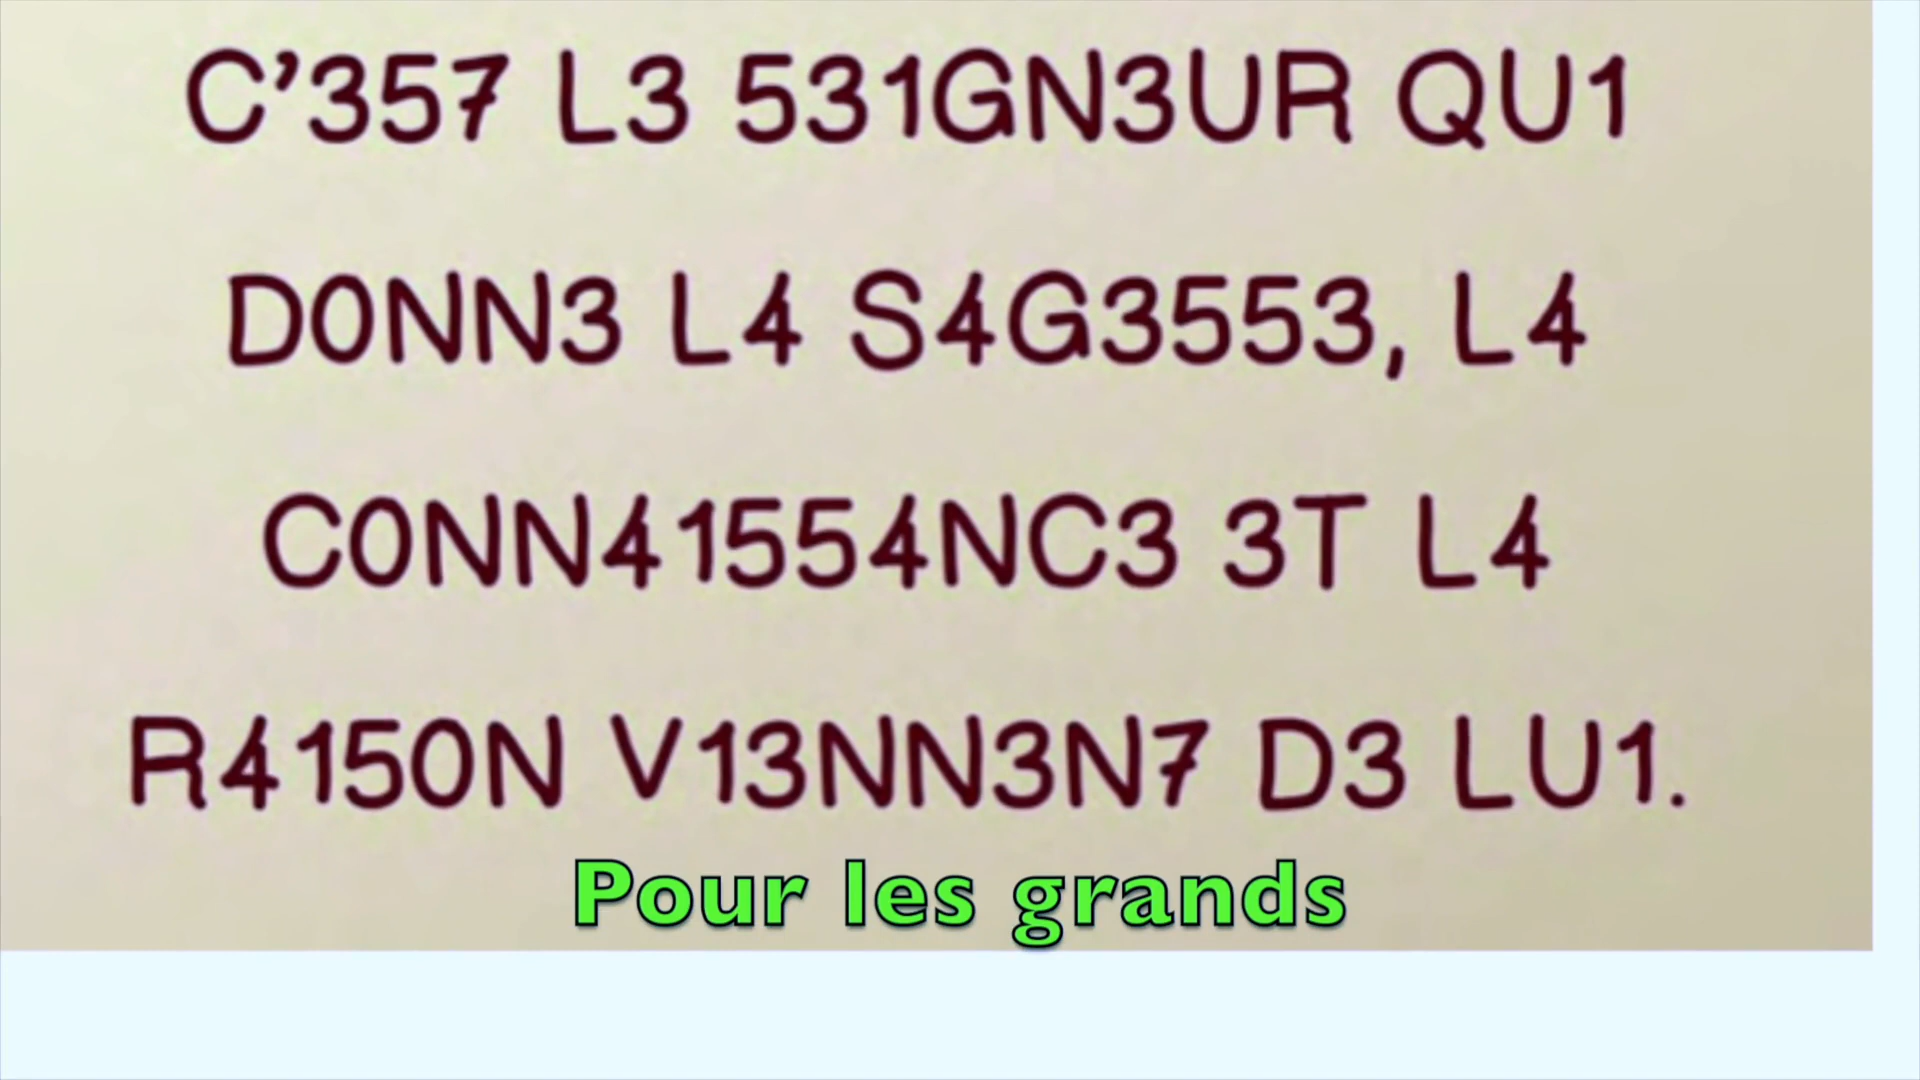 C'357 L3 531GN3UR QU1
D0NN3 L4 S4G3553, L4
C0NN41554NC3 3T L4
R4150N V13NN3N7 D3 LU1.
Pour les grands